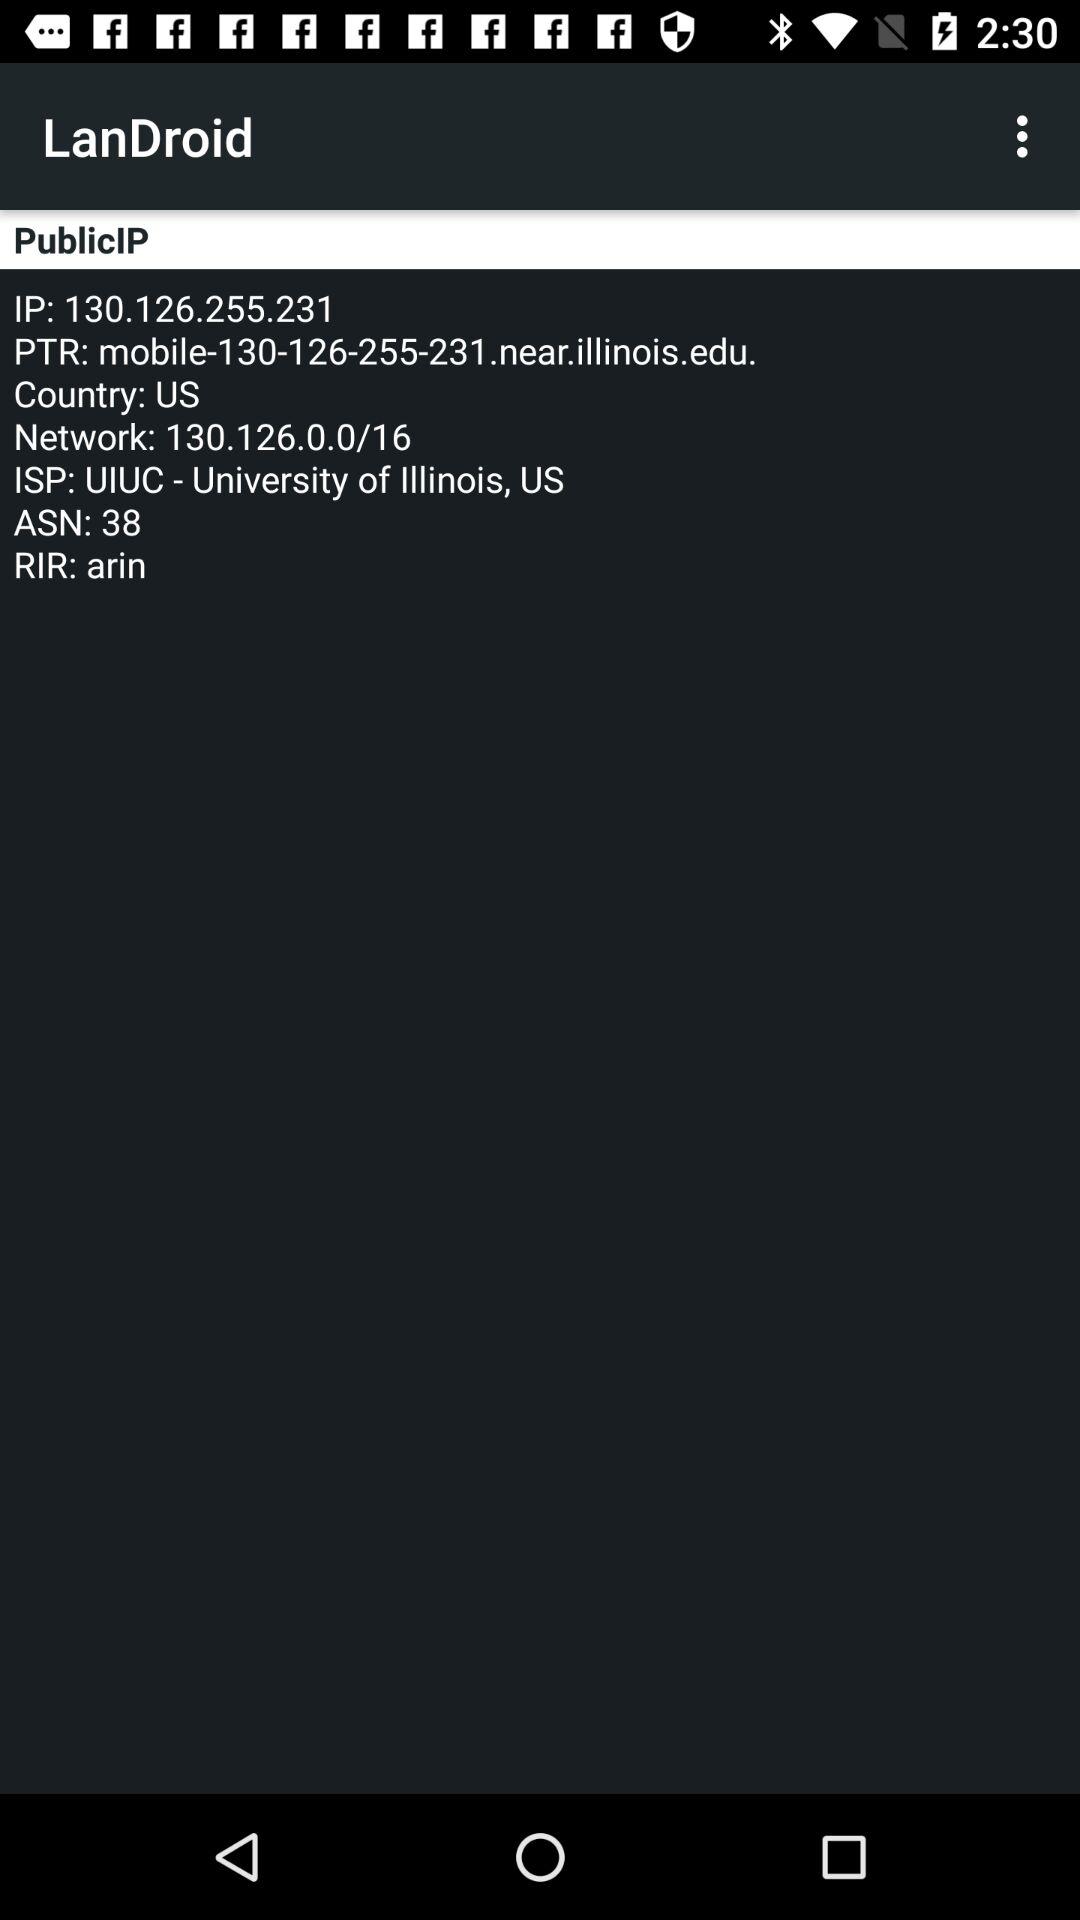 2:30
LanDroid
PublicIP
IP: 130.126.255.231
PTR: mobile-130-126-255-231.near.illinois.edu.
Country: US
Network: 130.126.0.0/16
ISP: UIUC - University of Illinois, US
ASN: 38
RIR: arin